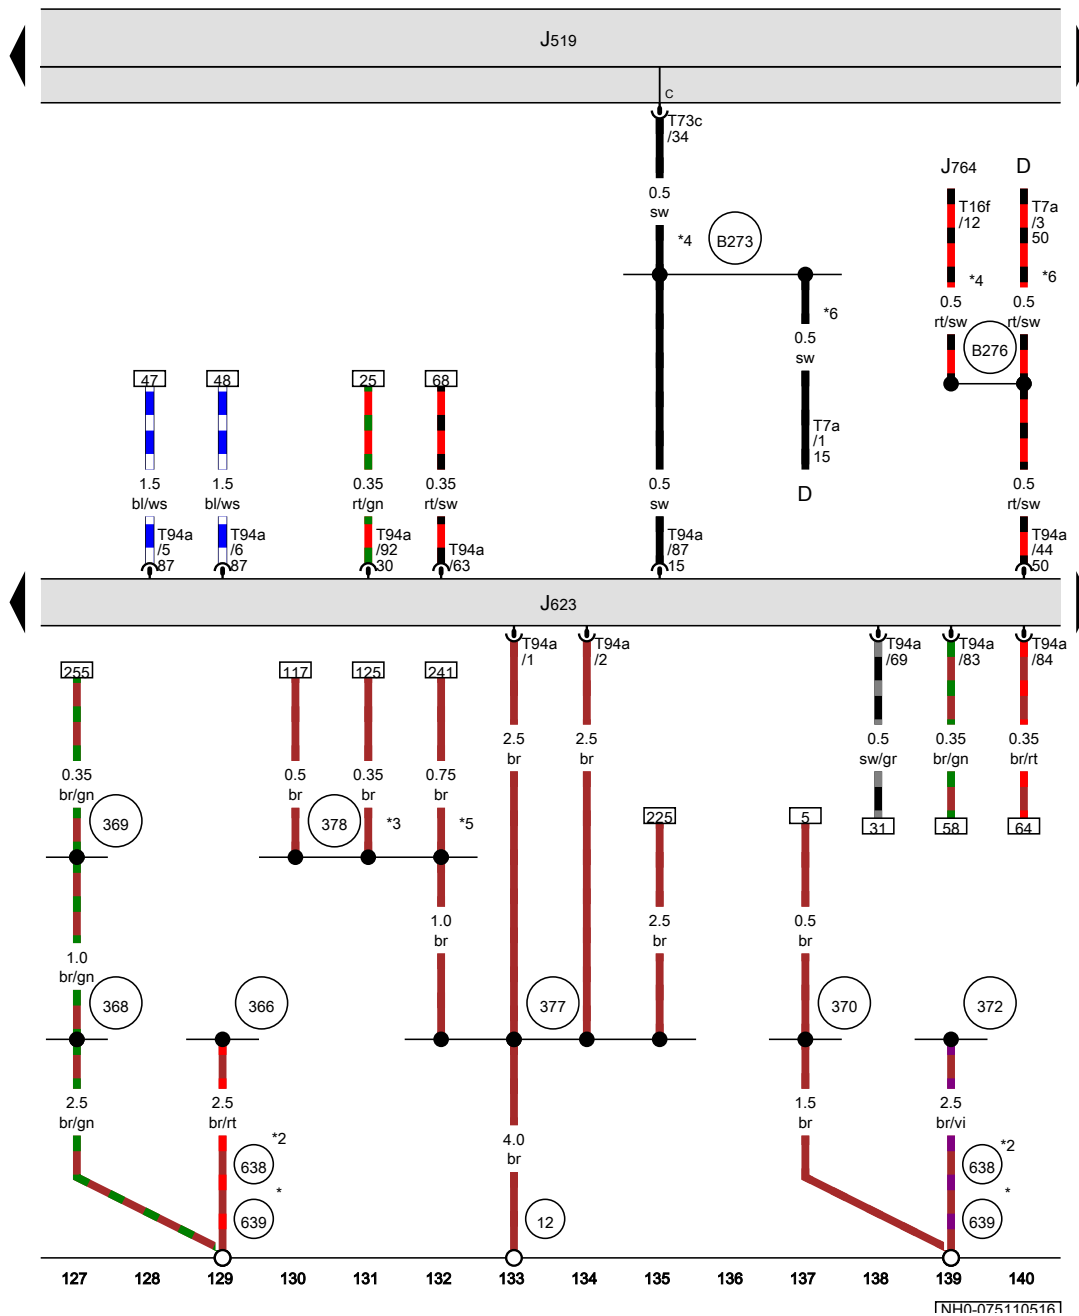 J519
C
T73c
/34
J764 D
0.5
sw
T16f
/12
T7a
/3
50
*4
B273
*4
*6
*6
0.5
rt/sw
0.5
rt/sw
0.5
sw
B276
47 48 25 68
T7a
/1
15
1.5
bl/ws
1.5
bl/ws
0.35
rt/gn
0.35
rt/sw
0.5
sw
D
0.5
rt/sw
T94a
/5
87
T94a
/6
87
T94a
/92
30
T94a
/63
T94a
/87
15
T94a
/44
50
J623
T94a
/1
T94a
/2
T94a
/69
T94a
/83
T94a
/84
255 117 125 241
2.5
br
2.5
br
0.5
sw/gr
0.35
br/gn
0.35
br/rt
0.35
br/gn
0.5
br
0.35
br
0.75
br
369 378 *3 *5 225 5 31 58 64
1.0
br
2.5
br
0.5
br
1.0
br/gn
368 366 377 370 372
2.5
br/gn
2.5
br/rt
4.0
br
1.5
br
2.5
br/vi
*2
638
*
639
12
*2
638
*
639
127 128 129 130 131 132 133 134 135 136 137 138 139 140
NH0-075110516